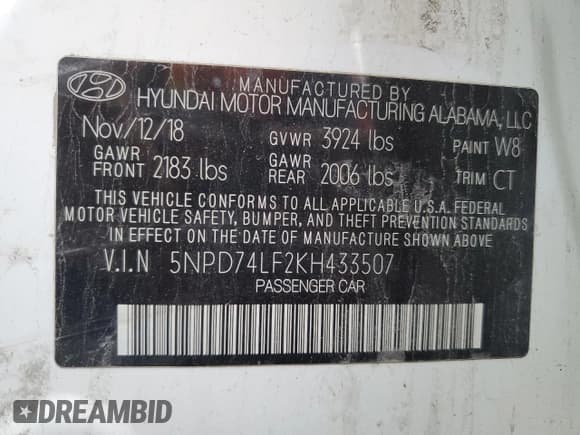 MANUFACTURED BY
HYUNDAI MOTOR MANUFACTURING ALABAMA, LLC
Nov/12/18 GVWR 3924 lbs PAINT W8
GAWR FRONT 2183 lbs GAWR REAR 2006 lbs TRIM CT
THIS VEHICLE CONFORMS TO ALL APPLICABLE U.S.A. FEDERAL
MOTOR VEHICLE SAFETY, BUMPER, AND THEFT PREVENTION STANDARDS
IN EFFECT ON THE DATE OF MANUFACTURE SHOWN ABOVE.
V.I.N 5NPD74LF2KH433507
PASSENGER CAR
DREAMBID